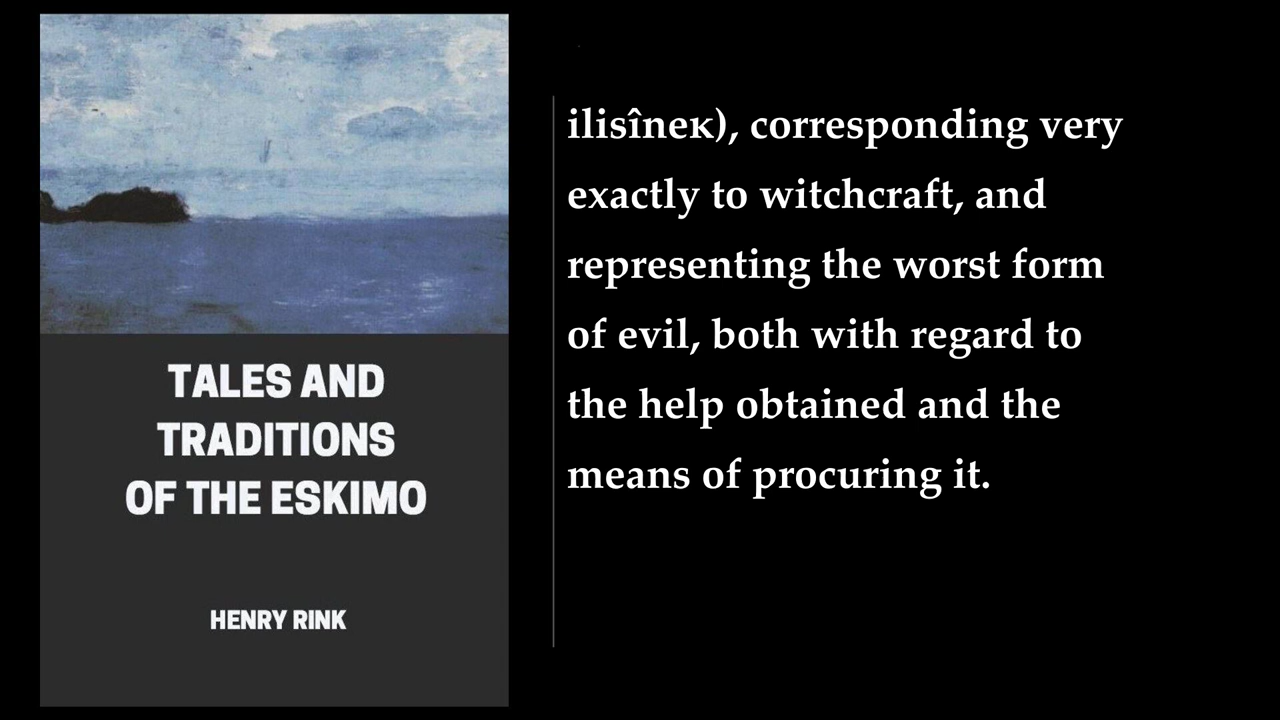 TALES AND
TRADITIONS
OF THE ESKIMO
HENRY RINK
ilisîneĸ), corresponding very
exactly to witchcraft, and
representing the worst form
of evil, both with regard to
the help obtained and the
means of procuring it.